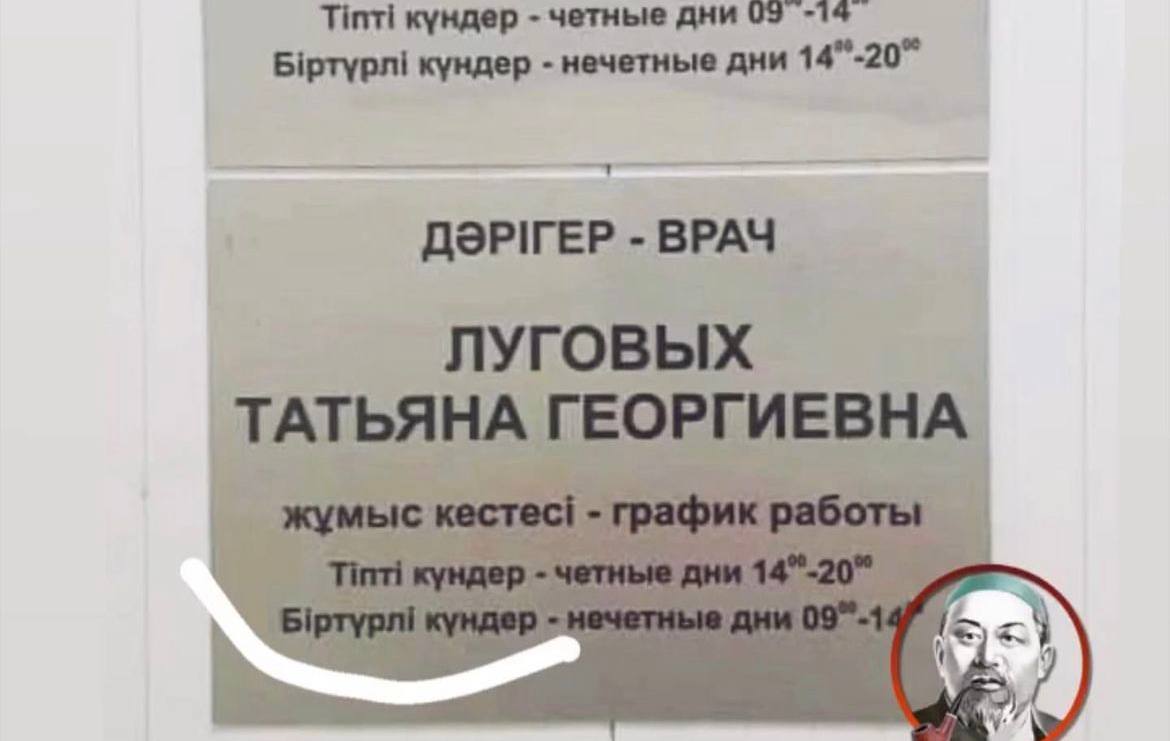 Тіпті күндер - четные дни 09⁰⁰-14⁰⁰
Біртүрлі күндер - нечетные дни 14⁰⁰-20⁰⁰
ДӘРІГЕР - ВРАЧ
ЛУГОВЫХ
ТАТЬЯНА ГЕОРГИЕВНА
жұмыс кестесі - график работы
Тіпті күндер - четные дни 14⁰⁰-20⁰⁰
Біртүрлі күндер - нечетные дни 09⁰⁰-14⁰⁰